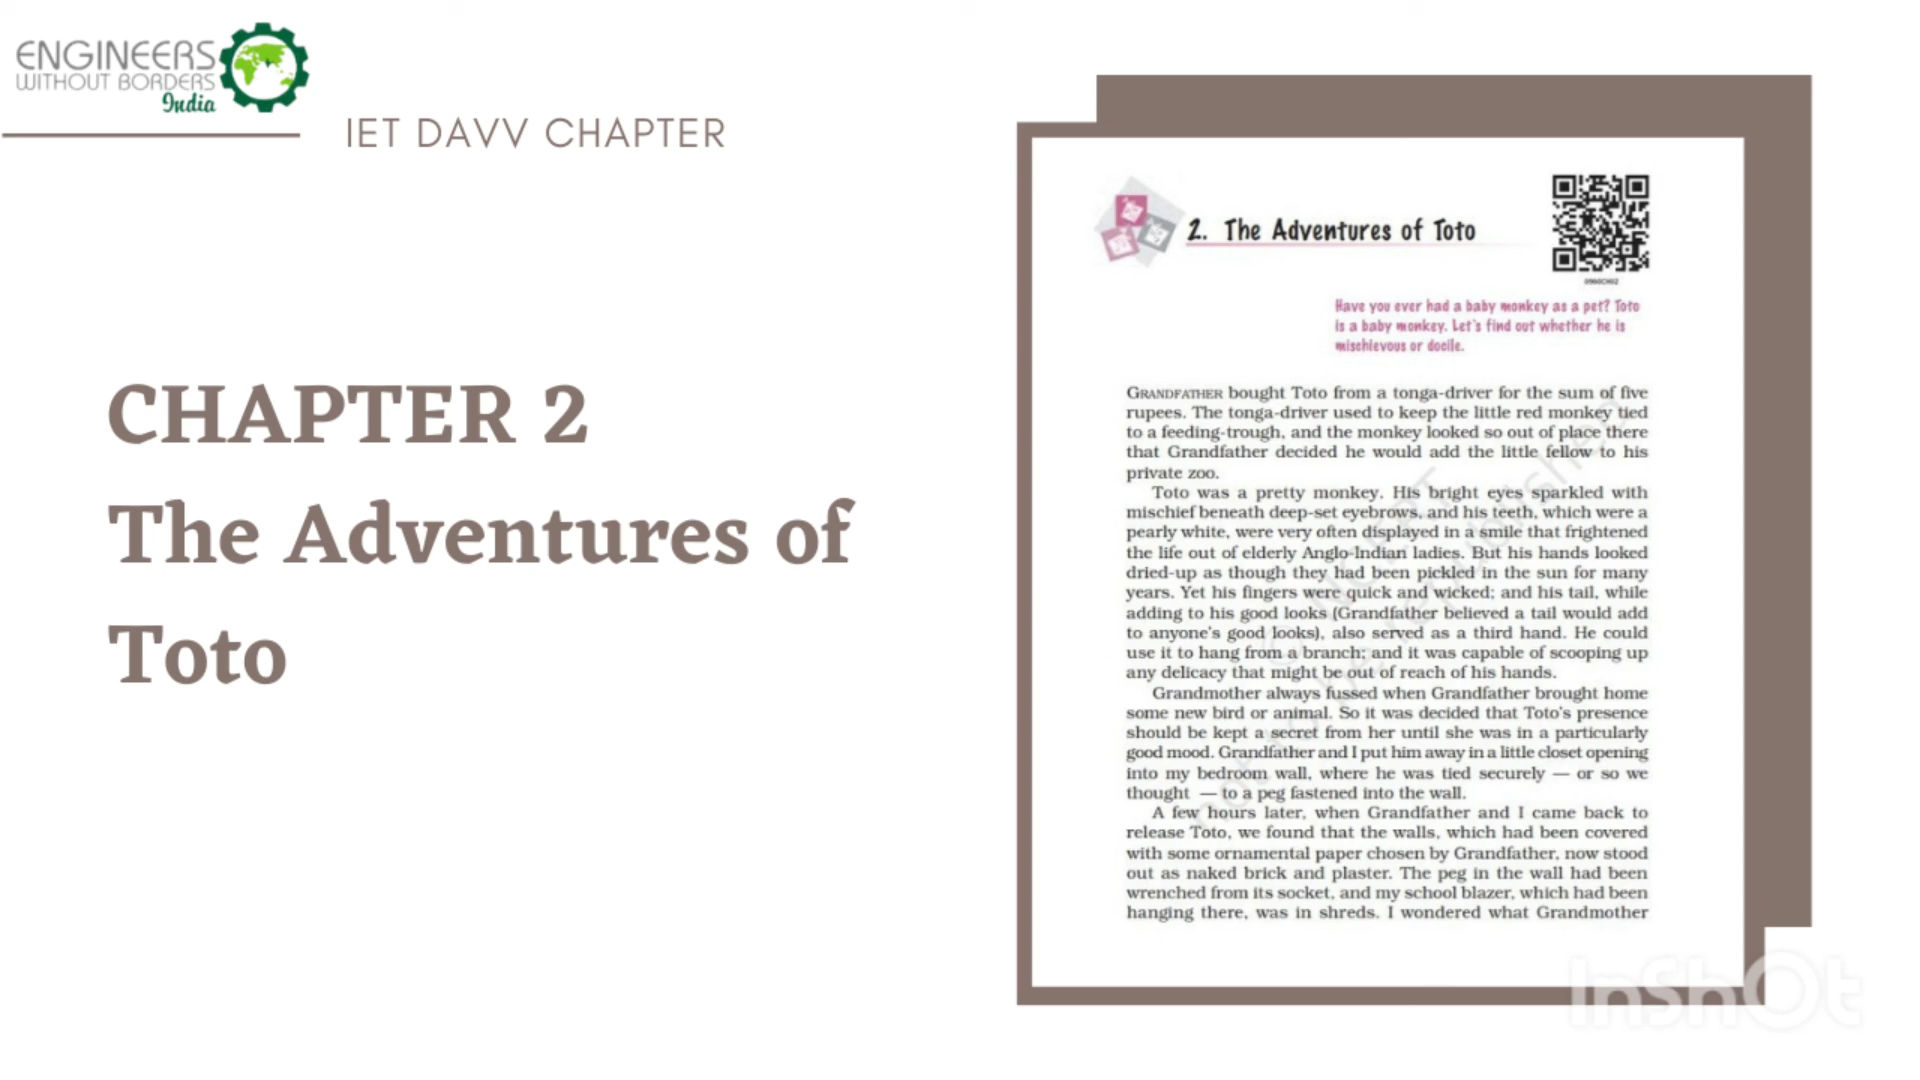 ENGINEERS
WITHOUT BORDERS
India
IET DAVV CHAPTER
CHAPTER 2
The Adventures of
Toto
2. The Adventures of Toto
0960CH02
Have you ever had a baby monkey as a pet? Toto
is a baby monkey. Let's find out whether he is
mischievous or docile.
GRANDFATHER bought Toto from a tonga-driver for the sum of five
rupees. The tonga-driver used to keep the little red monkey tied
to a feeding-trough, and the monkey looked so out of place there
that Grandfather decided he would add the little fellow to his
private zoo.
Toto was a pretty monkey. His bright eyes sparkled with
mischief beneath deep-set eyebrows, and his teeth, which were a
pearly white, were very often displayed in a smile that frightened
the life out of elderly Anglo-Indian ladies. But his hands looked
dried-up as though they had been pickled in the sun for many
years. Yet his fingers were quick and wicked; and his tail, while
adding to his good looks (Grandfather believed a tail would add
to anyone's good looks), also served as a third hand. He could
use it to hang from a branch; and it was capable of scooping up
any delicacy that might be out of reach of his hands.
Grandmother always fussed when Grandfather brought home
some new bird or animal. So it was decided that Toto's presence
should be kept a secret from her until she was in a particularly
good mood. Grandfather and I put him away in a little closet opening
into my bedroom wall, where he was tied securely — or so we
thought — to a peg fastened into the wall.
A few hours later, when Grandfather and I came back to
release Toto, we found that the walls, which had been covered
with some ornamental paper chosen by Grandfather, now stood
out as naked brick and plaster. The peg in the wall had been
wrenched from its socket, and my school blazer, which had been
hanging there, was in shreds. I wondered what Grandmother
© NCERT
not to be republished
InShOt